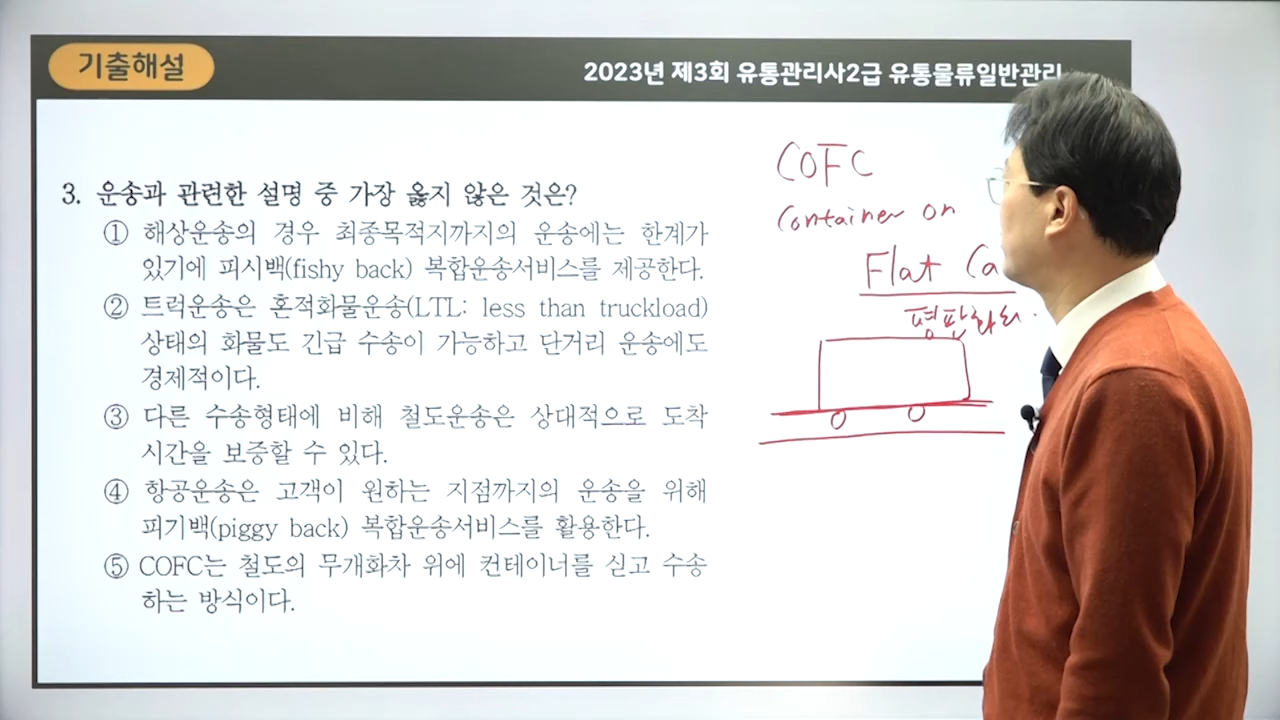 기출해설
2023년 제3회 유통관리사2급 유통물류일반관리
3. 운송과 관련한 설명 중 가장 옳지 않은 것은?
① 해상운송의 경우 최종목적지까지의 운송에는 한계가
있기에 피시백(fishy back) 복합운송서비스를 제공한다.
② 트럭운송은 혼적화물운송(LTL: less than truckload)
상태의 화물도 긴급 수송이 가능하고 단거리 운송에도
경제적이다.
③ 다른 수송형태에 비해 철도운송은 상대적으로 도착
시간을 보증할 수 있다.
④ 항공운송은 고객이 원하는 지점까지의 운송을 위해
피기백(piggy back) 복합운송서비스를 활용한다.
⑤ COFC는 철도의 무개화차 위에 컨테이너를 싣고 수송
하는 방식이다.
COFC
Container on
Flat Ca